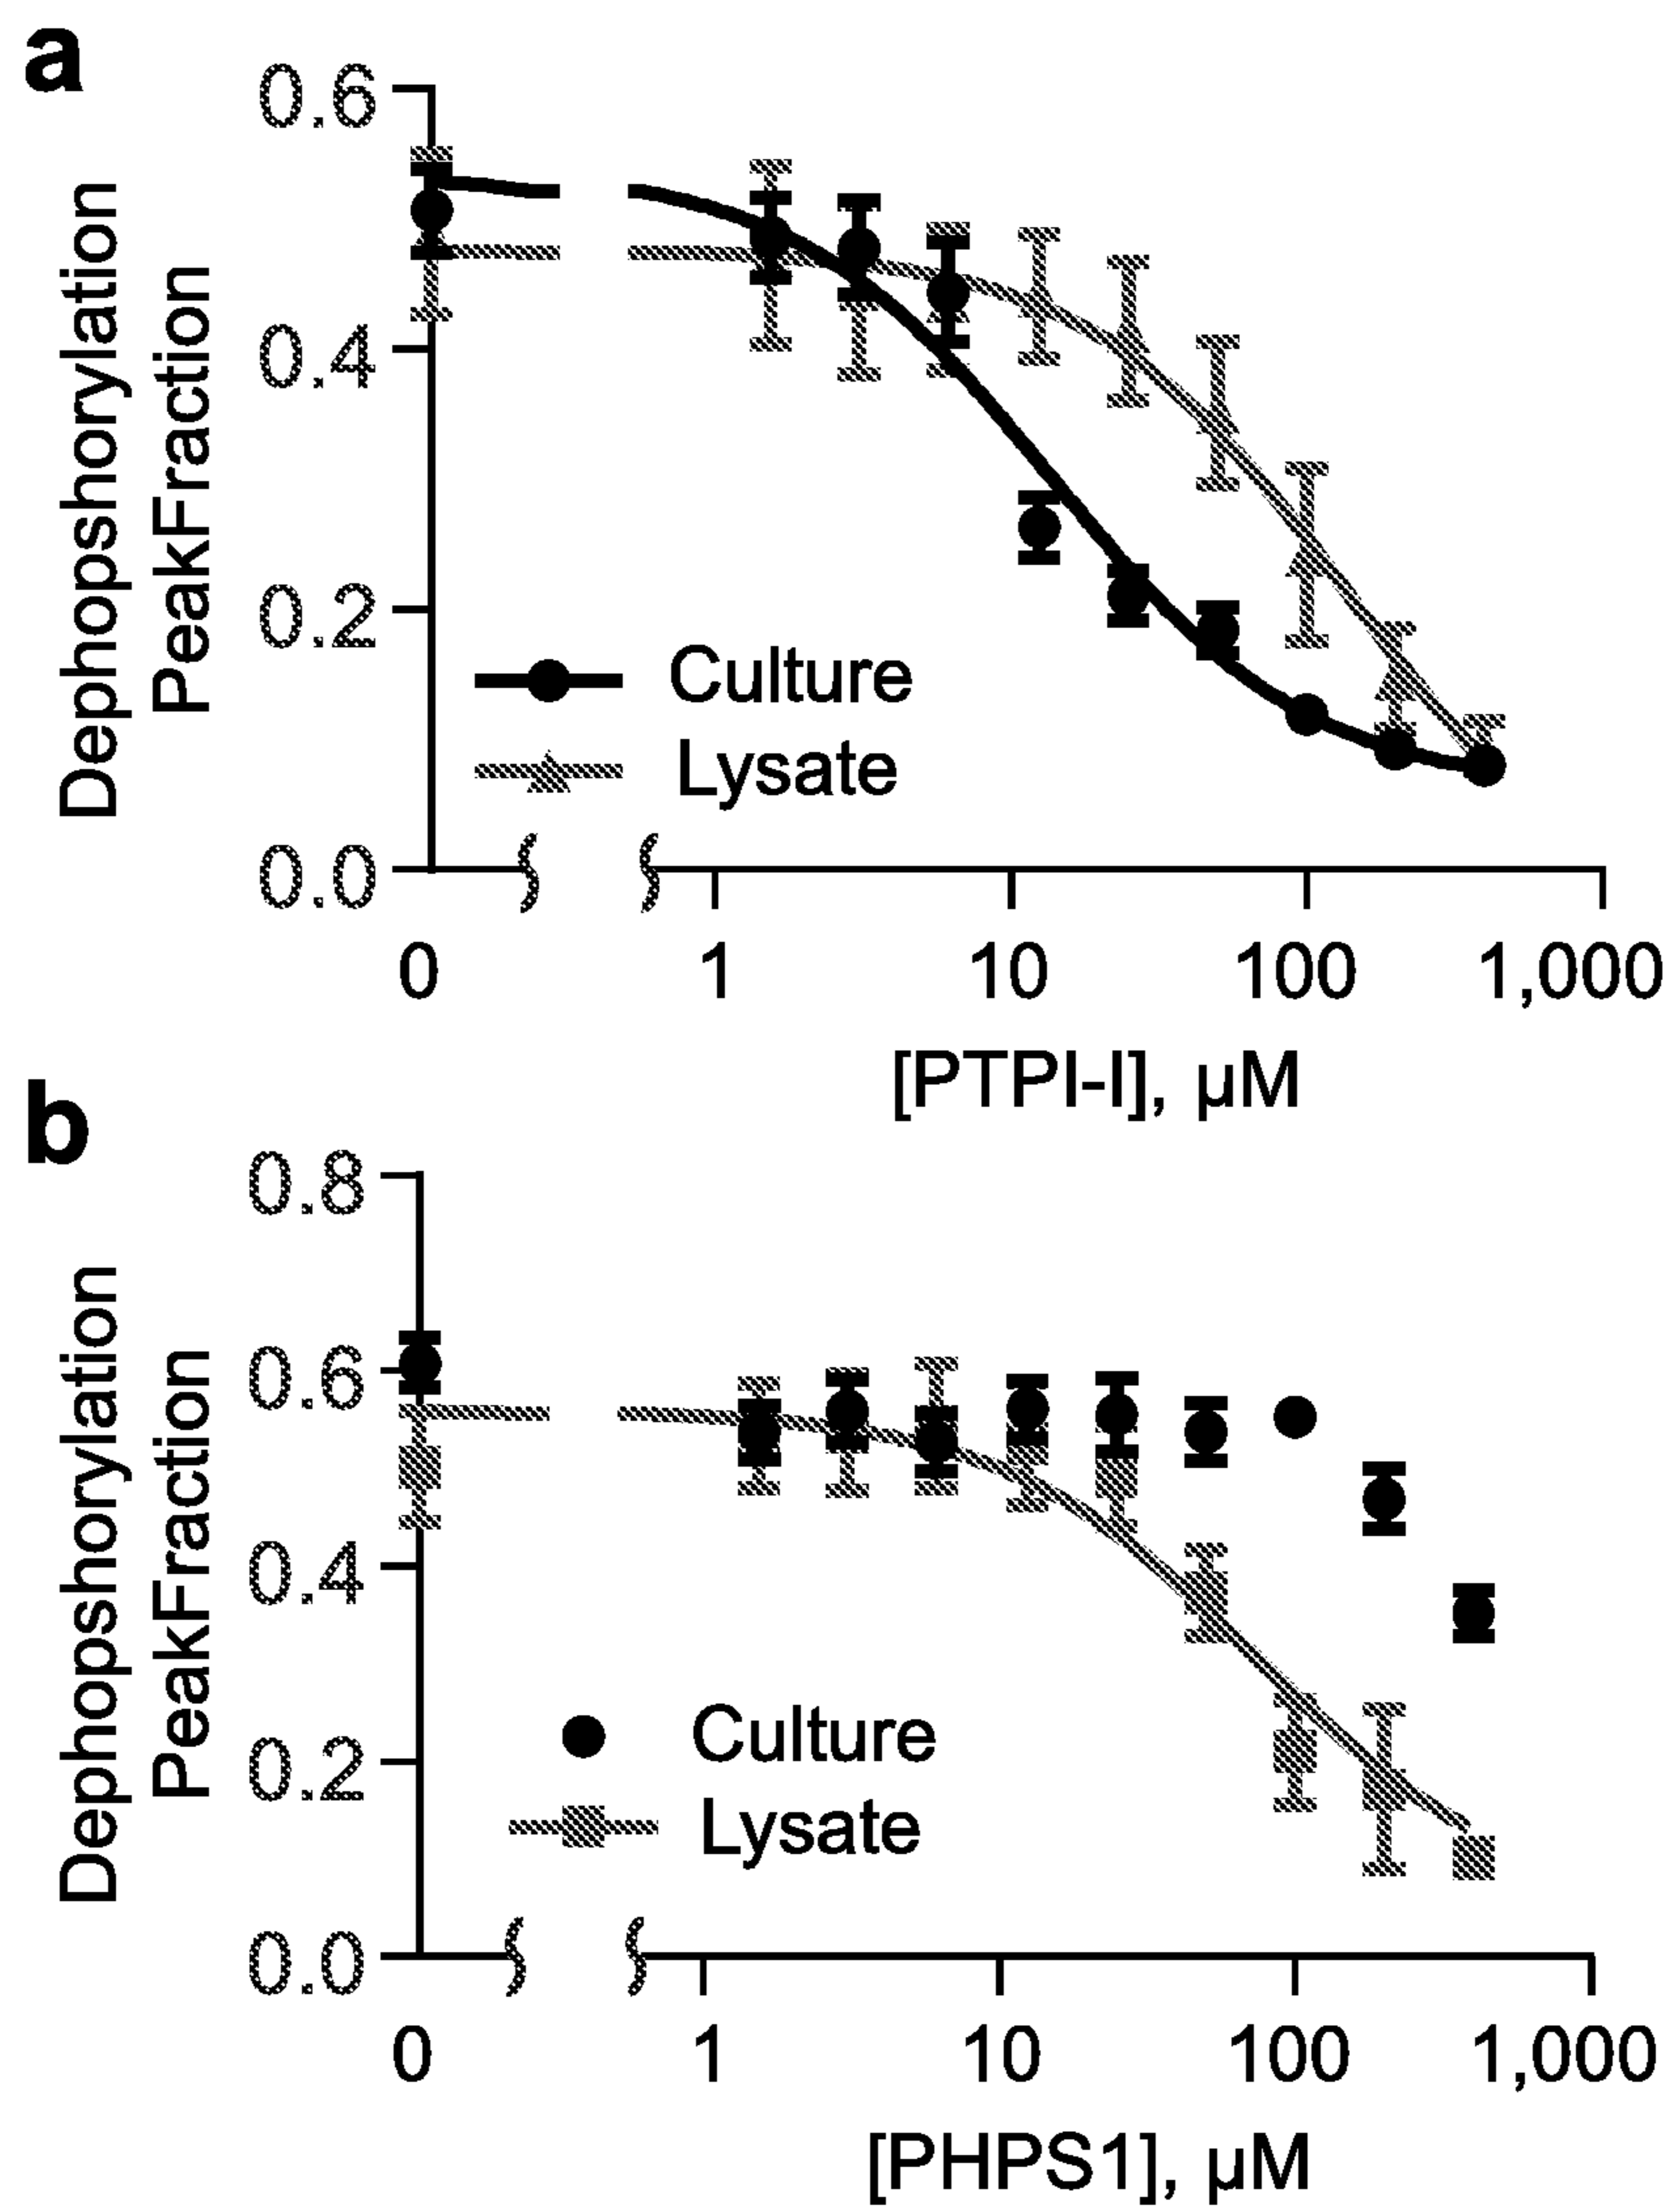 a
Dephopshorylation
PeakFraction
0.6
0.4
0.2
0.0
Culture
Lysate
0
1
10
100
1,000
[PTPI-I], µM
b
Dephopshorylation
PeakFraction
0.8
0.6
0.4
0.2
0.0
Culture
Lysate
0
1
10
100
1,000
[PHPS1], µM